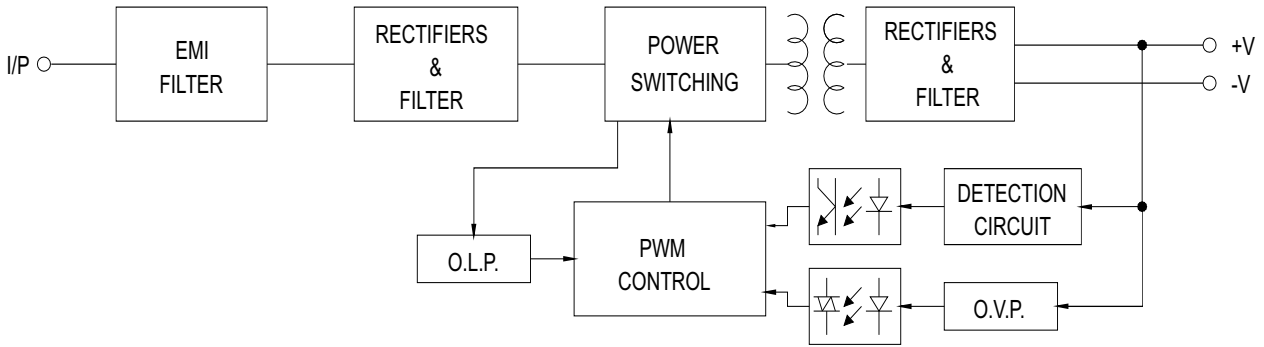 I/P
EMI
FILTER
RECTIFIERS
&
FILTER
POWER
SWITCHING
RECTIFIERS
&
FILTER
+V
-V
DETECTION
CIRCUIT
PWM
CONTROL
O.L.P.
O.V.P.